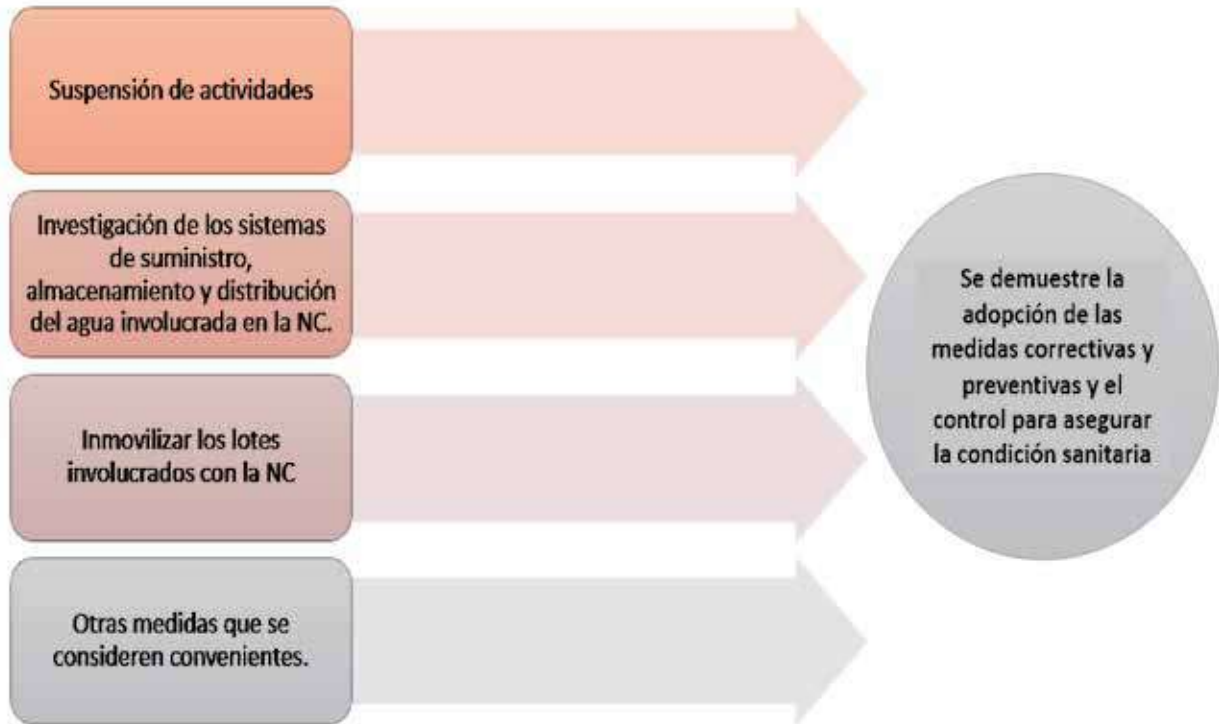 Suspensión de actividades
Investigación de los sistemas
de suministro,
almacenamiento y distribución
del agua involucrada en la NC.
Inmovilizar los lotes
involucrados con la NC
Otras medidas que se
consideren convenientes.
Se demuestre la
adopción de las
medidas correctivas y
preventivas y el
control para asegurar
la condición sanitaria